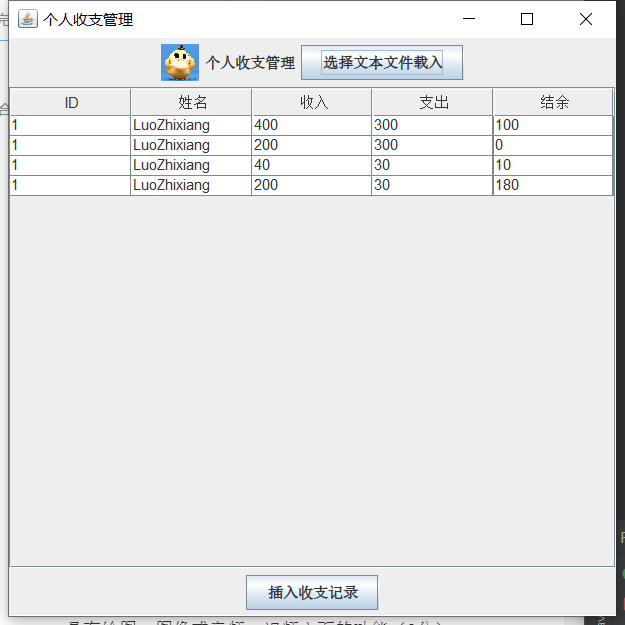 个人收支管理
个人收支管理 选择文本文件载入
ID 姓名 收入 支出 结余
1 LuoZhixiang 400 300 100
1 LuoZhixiang 200 300 0
1 LuoZhixiang 40 30 10
1 LuoZhixiang 200 30 180
插入收支记录